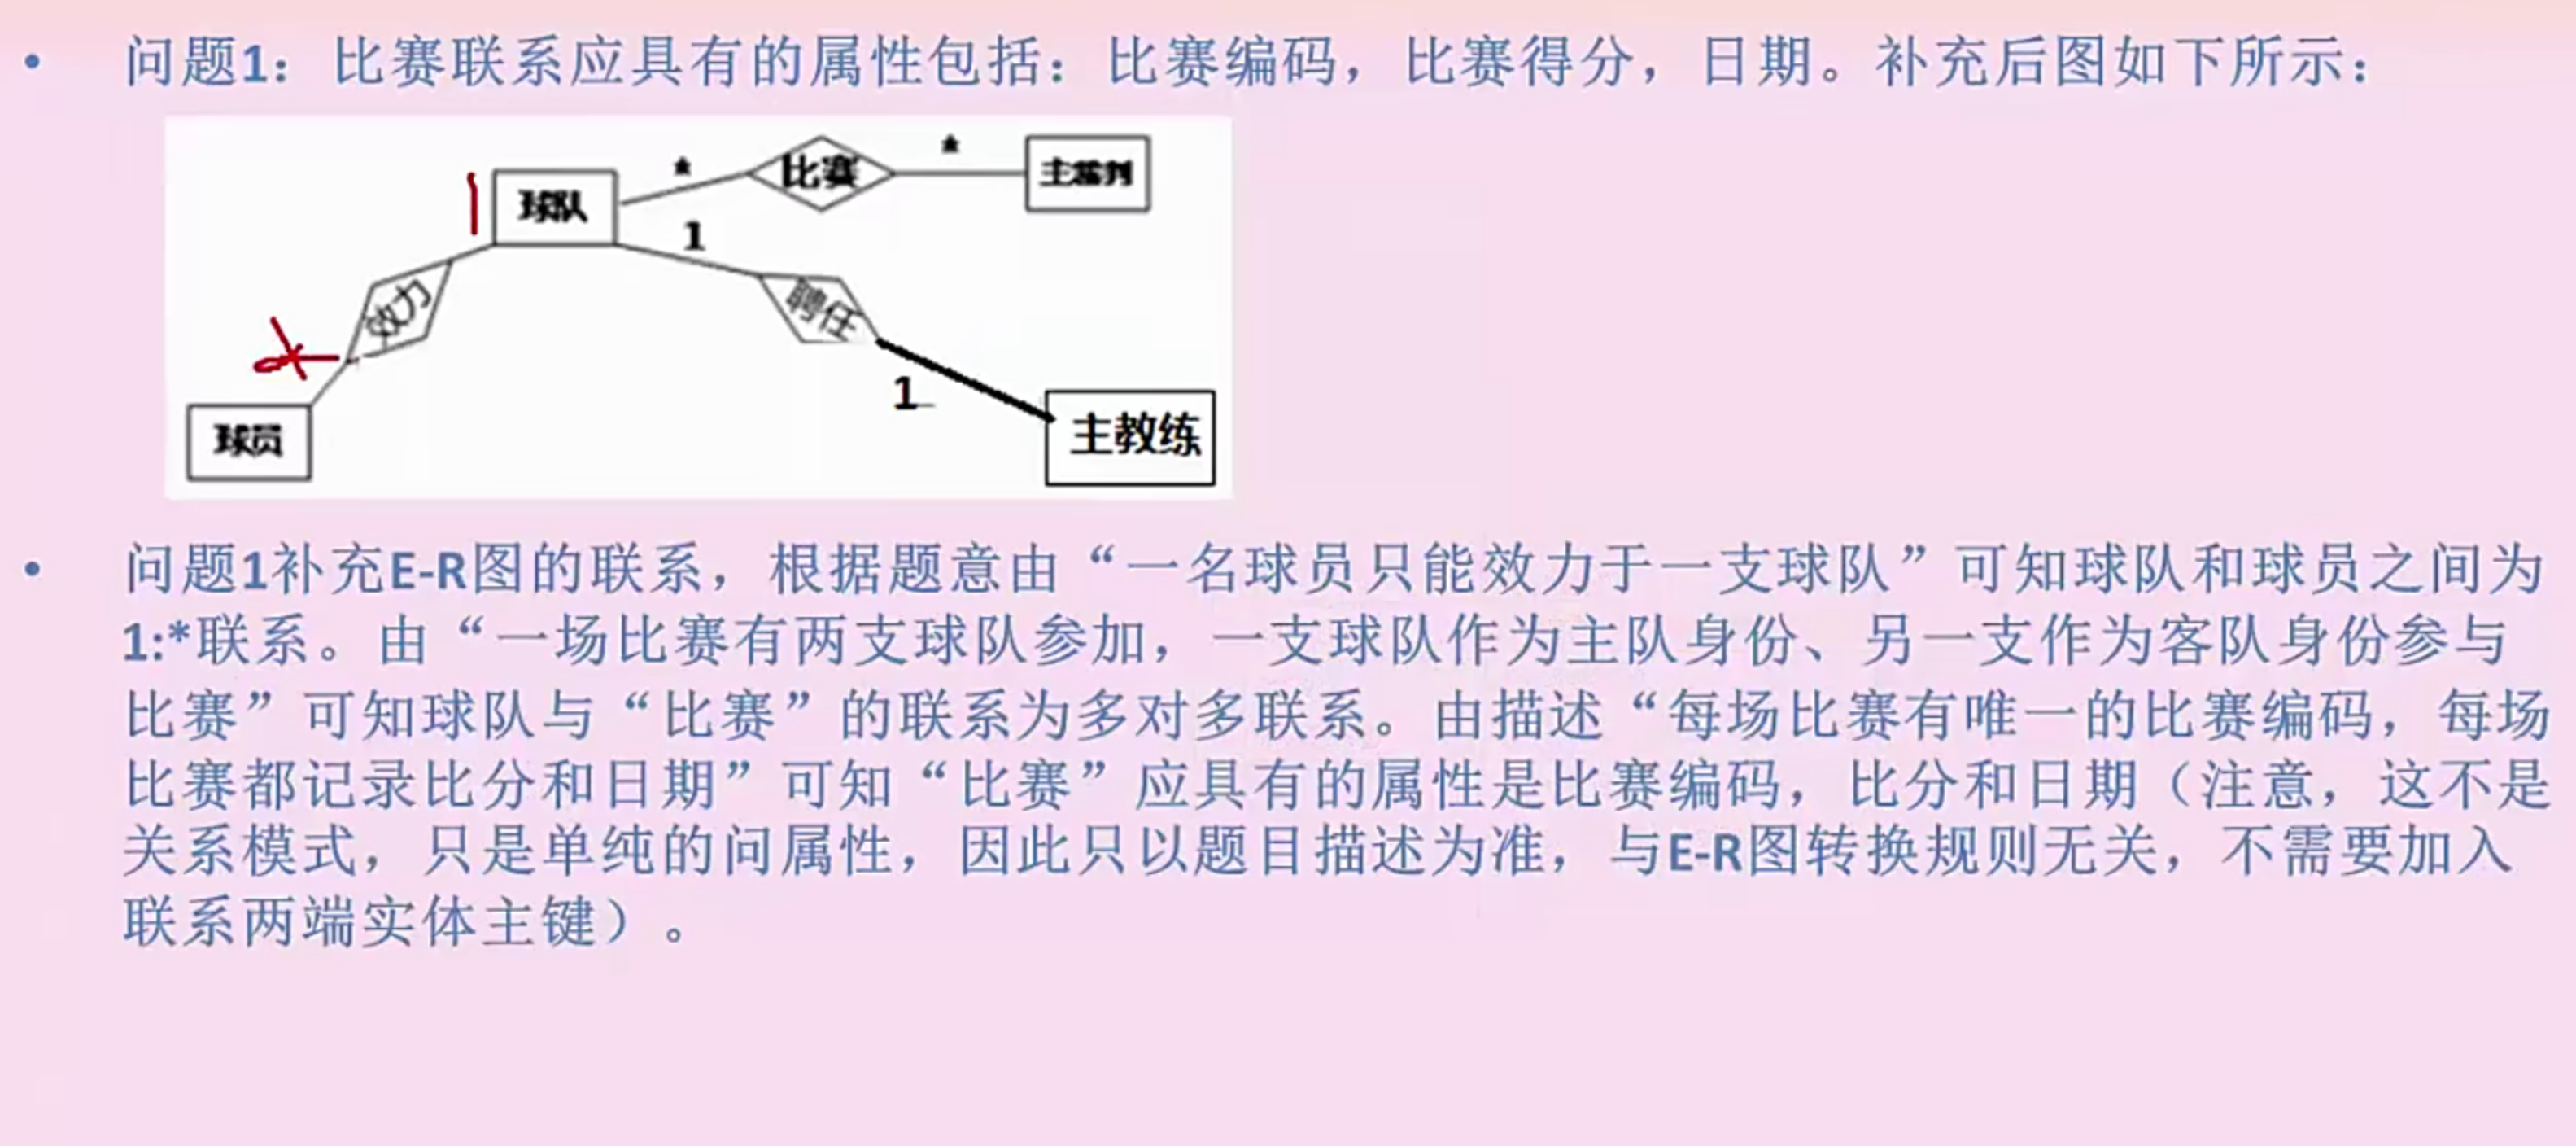 • 问题1：比赛联系应具有的属性包括：比赛编码，比赛得分，日期。补充后图如下所示：
* 比赛 * 主裁判
1 球队
1
效力 聘任
*
1
球员 主教练
• 问题1补充E-R图的联系，根据题意由“一名球员只能效力于一支球队”可知球队和球员之间为
1:*联系。由“一场比赛有两支球队参加，一支球队作为主队身份、另一支作为客队身份参与
比赛”可知球队与“比赛”的联系为多对多联系。由描述“每场比赛有唯一的比赛编码，每场
比赛都记录比分和日期”可知“比赛”应具有的属性是比赛编码，比分和日期（注意，这不是
关系模式，只是单纯的问属性，因此只以题目描述为准，与E-R图转换规则无关，不需要加入
联系两端实体主键）。